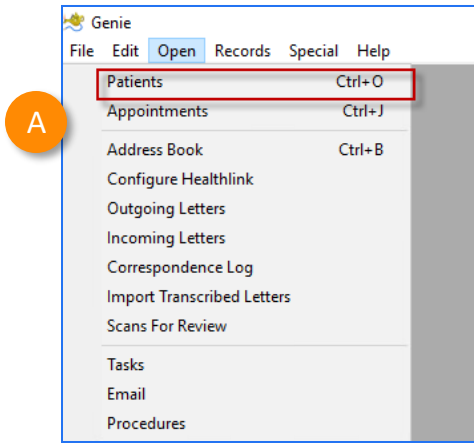 Genie
File Edit Open Records Special Help
Patients Ctrl+O
A
Appointments Ctrl+J
Address Book Ctrl+B
Configure Healthlink
Outgoing Letters
Incoming Letters
Correspondence Log
Import Transcribed Letters
Scans For Review
Tasks
Email
Procedures